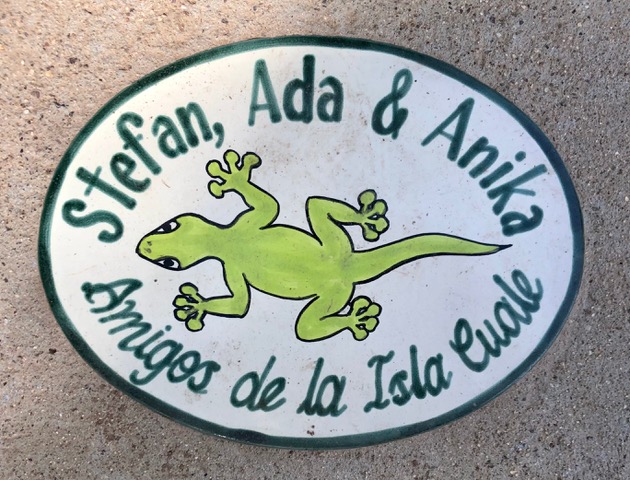 Stefan, Ada & Anika
Amigos de la Isla Cuale